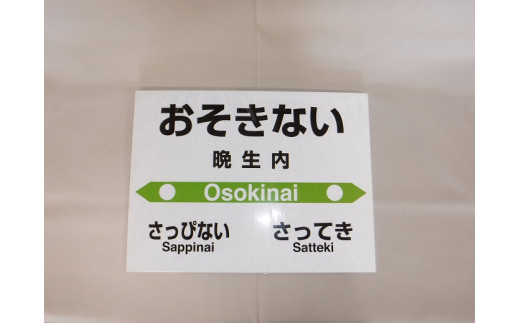 おそきない
晩生内
Osokinai
さっぴない さってき
Sappinai Satteki